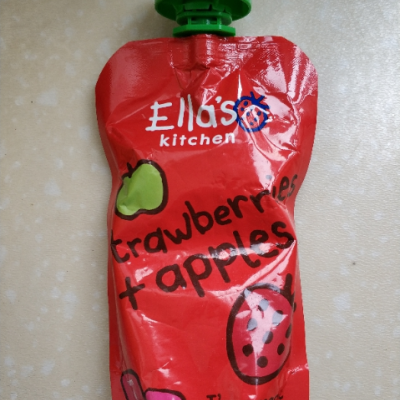 Ella's
kitchen
strawberries
+ apples